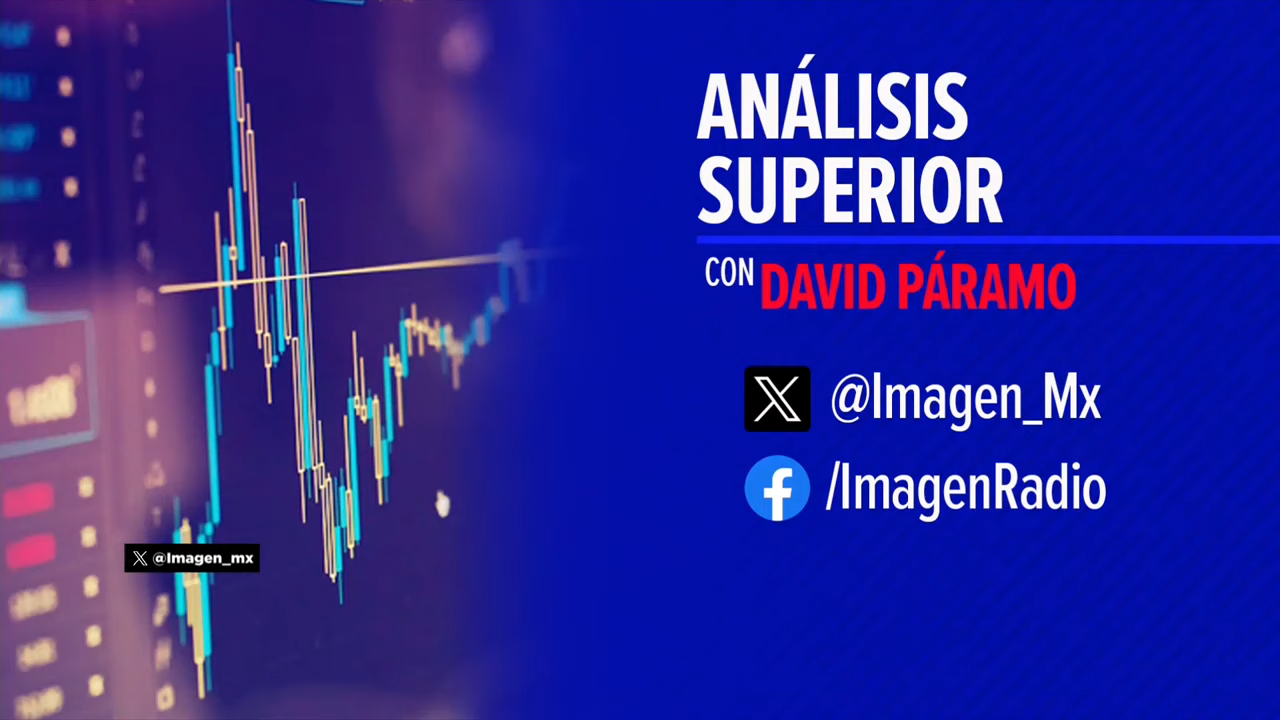 ANÁLISIS
SUPERIOR
CON DAVID PÁRAMO
@Imagen_Mx
/ImagenRadio
@Imagen_mx